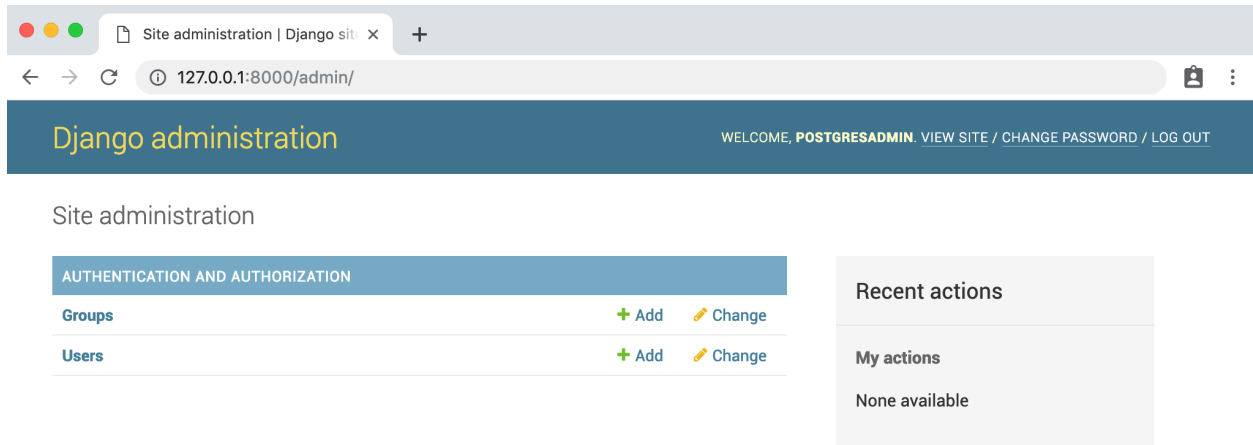 Site administration | Django sit
127.0.0.1:8000/admin/
Django administration
WELCOME, POSTGRESADMIN. VIEW SITE / CHANGE PASSWORD / LOG OUT
Site administration
AUTHENTICATION AND AUTHORIZATION
Groups
Add
Change
Users
Add
Change
Recent actions
My actions
None available